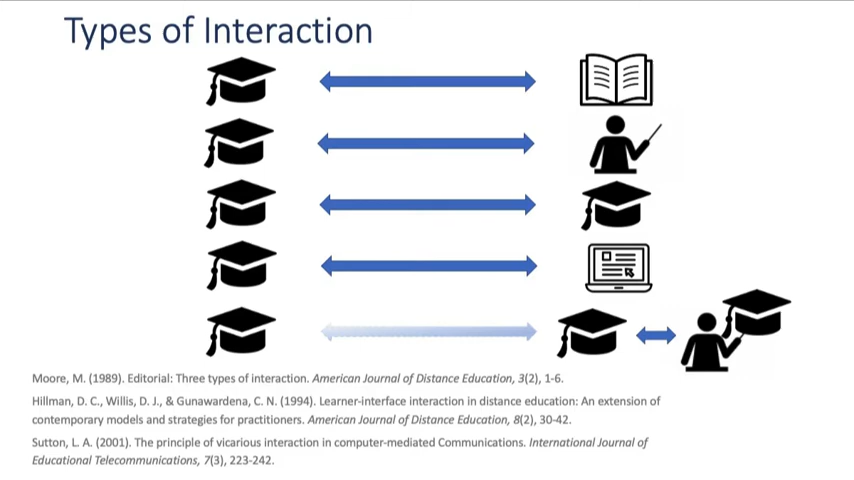 Types of Interaction
Moore, M. (1989). Editorial: Three types of interaction. American Journal of Distance Education, 3(2), 1-6.
Hillman, D. C., Willis, D. J., & Gunawardena, C. N. (1994). Learner-interface interaction in distance education: An extension of
contemporary models and strategies for practitioners. American Journal of Distance Education, 8(2), 30-42.
Sutton, L. A. (2001). The principle of vicarious interaction in computer-mediated Communications. International Journal of
Educational Telecommunications, 7(3), 223-242.